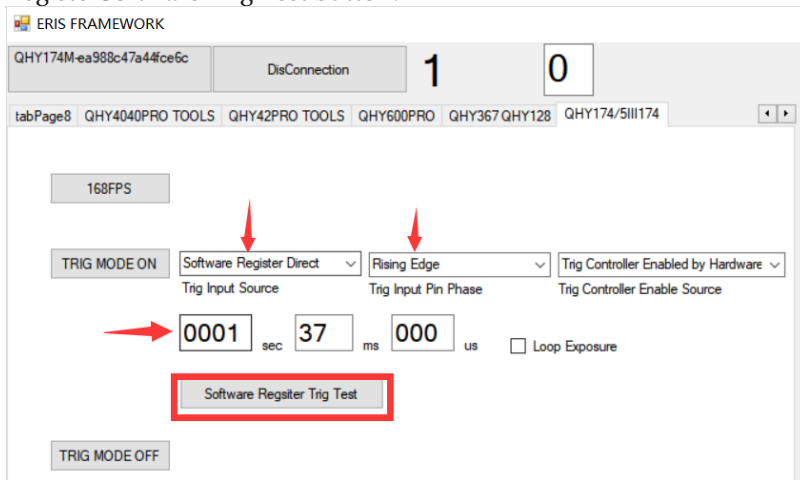 ERIS FRAMEWORK
QHY174M-ea988c47a44fce6c
DisConnection
1
0
tabPage8
QHY4040PRO TOOLS
QHY42PRO TOOLS
QHY600PRO
QHY367 QHY128
QHY174/5III174
168FPS
TRIG MODE ON
Software Register Direct
Rising Edge
Trig Controller Enabled by Hardware
Trig Input Source
Trig Input Pin Phase
Trig Controller Enable Source
0001 sec 37 ms 000 us
Loop Exposure
Software Regsiter Trig Test
TRIG MODE OFF